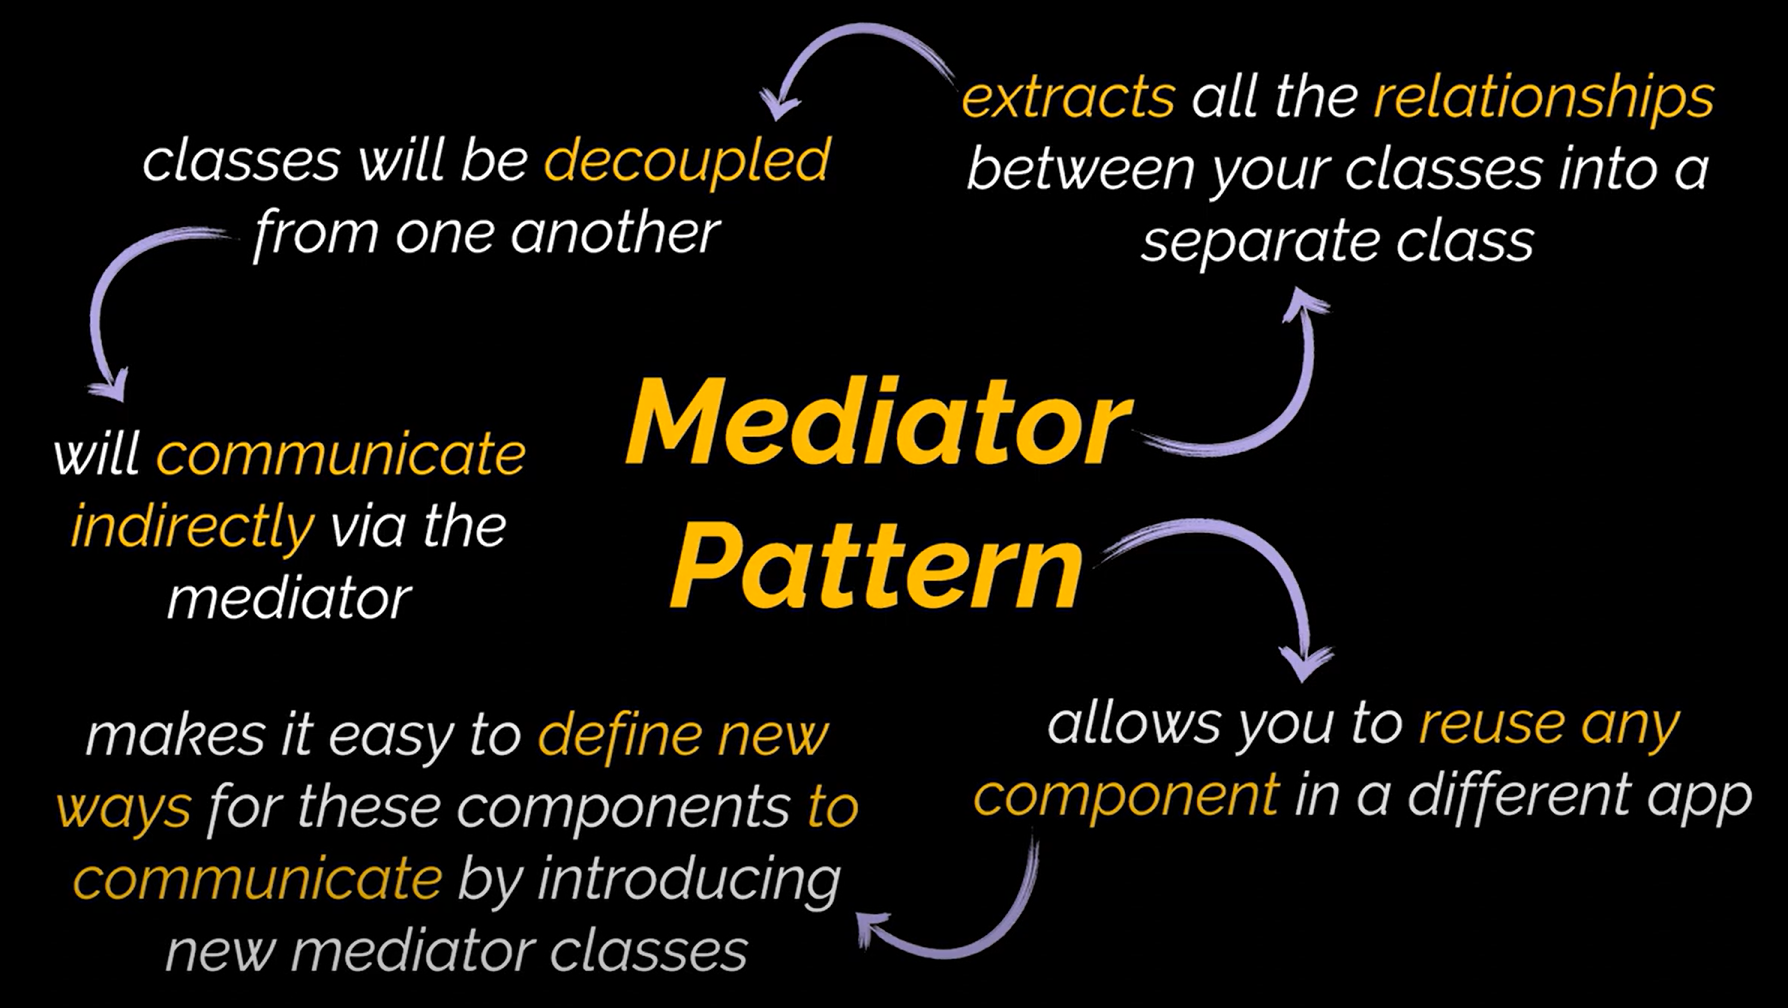 Mediator
Pattern
extracts all the relationships
between your classes into a
separate class
classes will be decoupled
from one another
will communicate
indirectly via the
mediator
allows you to reuse any
component in a different app
makes it easy to define new
ways for these components to
communicate by introducing
new mediator classes